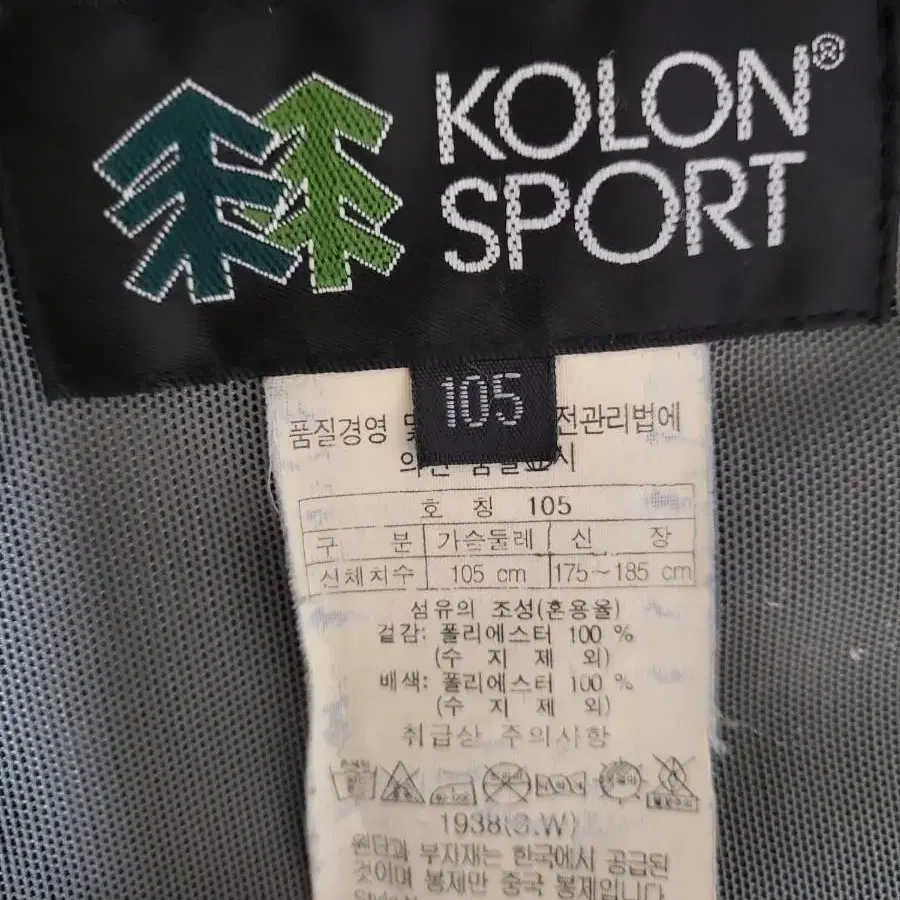 KOLON®
SPORT
105
품질경영 및 전관리법에
의한 품질표시
호 칭 105
구 분 가슴둘레 신 장
신체치수 105 cm 175~185 cm
섬유의 조성(혼용율)
겉감: 폴리에스터 100 %
(수 지 제 외)
배색: 폴리에스터 100 %
(수 지 제 외)
취급상 주의사항
1938(S.W)
원단과 부자재는 한국에서 공급된
것이며 봉제만 중국 봉제입니다